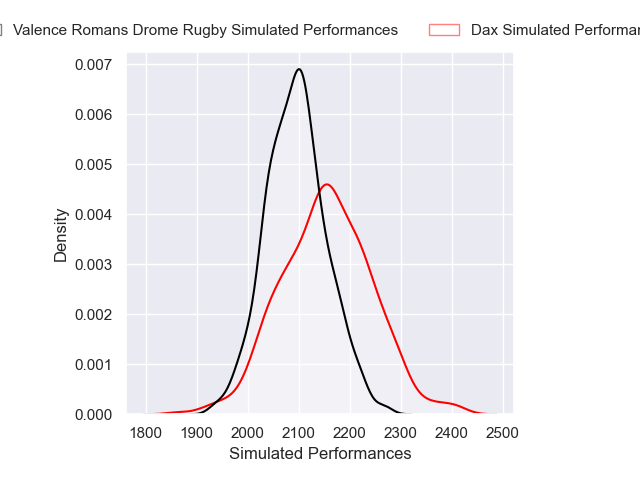 Valence Romans Drome Rugby Simulated Performances
Dax Simulated
0.007
0.006
0.005
0.004
0.003
0.002
0.001
0.000
Density
1800 1900 2000 2100 2200 2300 2400 2500
Simulated Performances